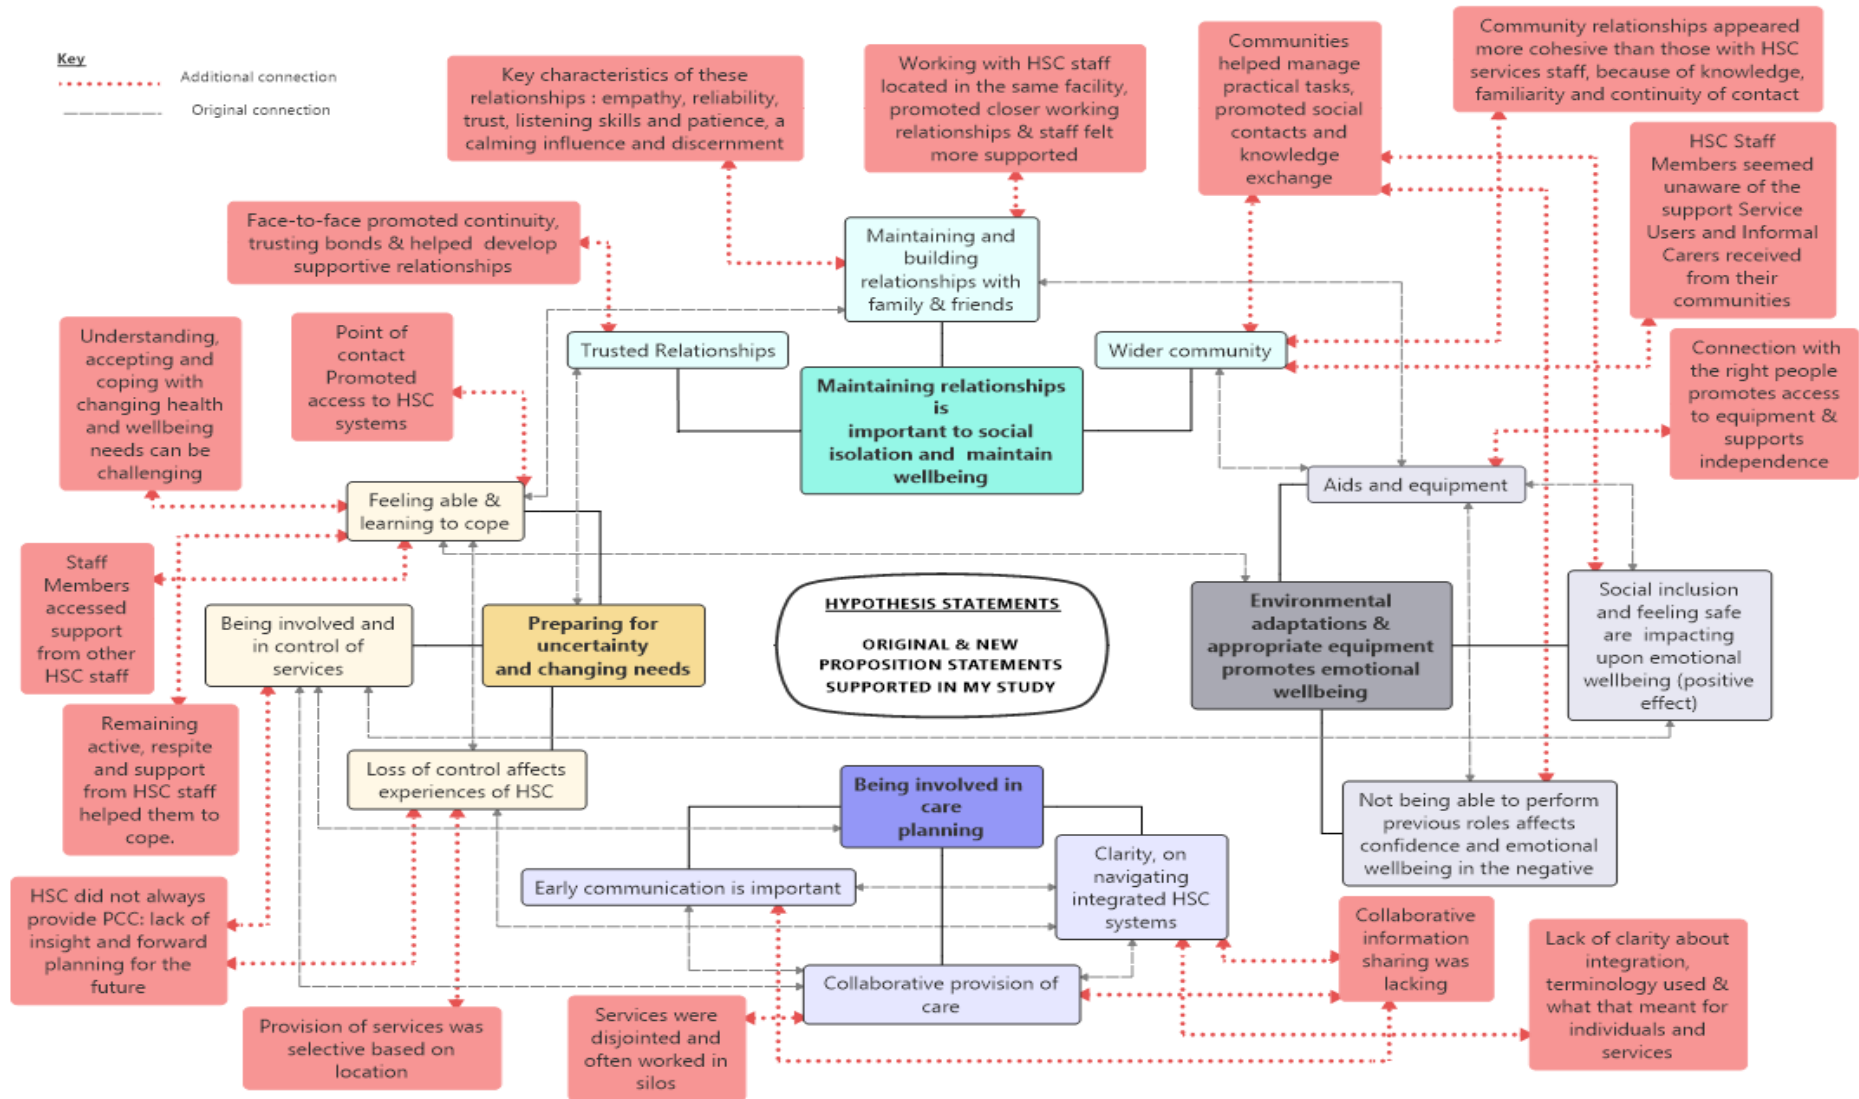 Key
Additional connection
Original connection
Key characteristics of these
relationships : empathy, reliability,
trust, listening skills and patience, a
calming influence and discernment
Working with HSC staff
located in the same facility,
promoted closer working
relationships & staff felt
more supported
Communities
helped manage
practical tasks,
promoted social
contacts and
knowledge
exchange
Community relationships appeared
more cohesive than those with HSC
services staff, because of knowledge,
familiarity and continuity of contact
HSC Staff
Members seemed
unaware of the
support Service
Users and Informal
Carers received
from their
communities
Face-to-face promoted continuity,
trusting bonds & helped develop
supportive relationships
Maintaining and
building
relationships with
family & friends
Understanding,
accepting and
coping with
changing health
and wellbeing
needs can be
challenging
Point of
contact
Promoted
access to HSC
systems
Trusted Relationships
Wider community
Connection with
the right people
promotes access
to equipment &
supports
independence
Maintaining relationships
is
important to social
isolation and maintain
wellbeing
Feeling able &
learning to cope
Aids and equipment
Staff
Members
accessed
support
from other
HSC staff
Being involved and
in control of
services
Preparing for
uncertainty
and changing needs
HYPOTHESIS STATEMENTS
ORIGINAL & NEW
PROPOSITION STATEMENTS
SUPPORTED IN MY STUDY
Environmental
adaptations &
appropriate equipment
promotes emotional
wellbeing
Social inclusion
and feeling safe
are impacting
upon emotional
wellbeing (positive
effect)
Remaining
active, respite
and support
from HSC staff
helped them to
cope.
Loss of control affects
experiences of HSC
Being involved in
care
planning
Not being able to perform
previous roles affects
confidence and emotional
wellbeing in the negative
Early communication is important
Clarity, on
navigating
integrated HSC
systems
HSC did not always
provide PCC: lack of
insight and forward
planning for the
future
Collaborative
information
sharing was
lacking
Lack of clarity about
integration,
terminology used &
what that meant for
individuals and
services
Collaborative provision of
care
Provision of services was
selective based on
location
Services were
disjointed and
often worked in
silos